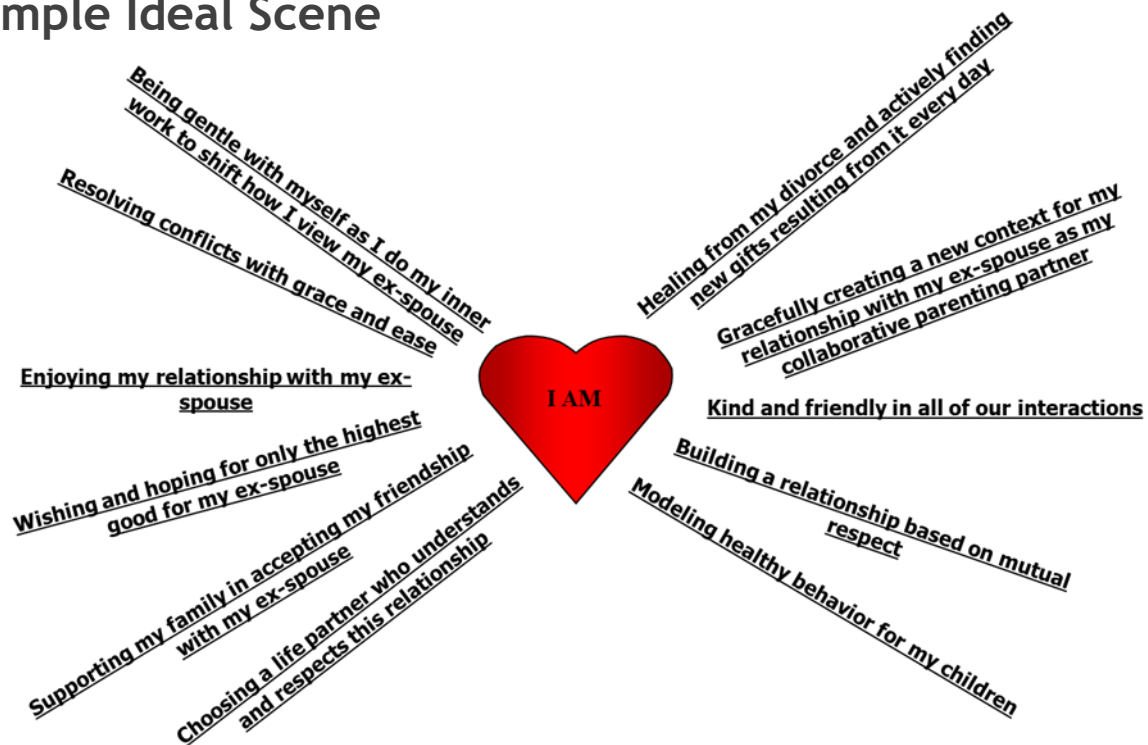 mple Ideal Scene
Being gentle with myself as I do my inner
work to shift how I view my ex-spouse
Resolving conflicts with grace and ease
Enjoying my relationship with my ex-
spouse
Wishing and hoping for only the highest
good for my ex-spouse
Supporting my family in accepting my friendship
with my ex-spouse
Choosing a life partner who understands
and respects this relationship
I AM
Healing from my divorce and actively finding
new gifts resulting from it every day
Gracefully creating a new context for my
relationship with my ex-spouse as my
collaborative parenting partner
Kind and friendly in all of our interactions
Building a relationship based on mutual
respect
Modeling healthy behavior for my children